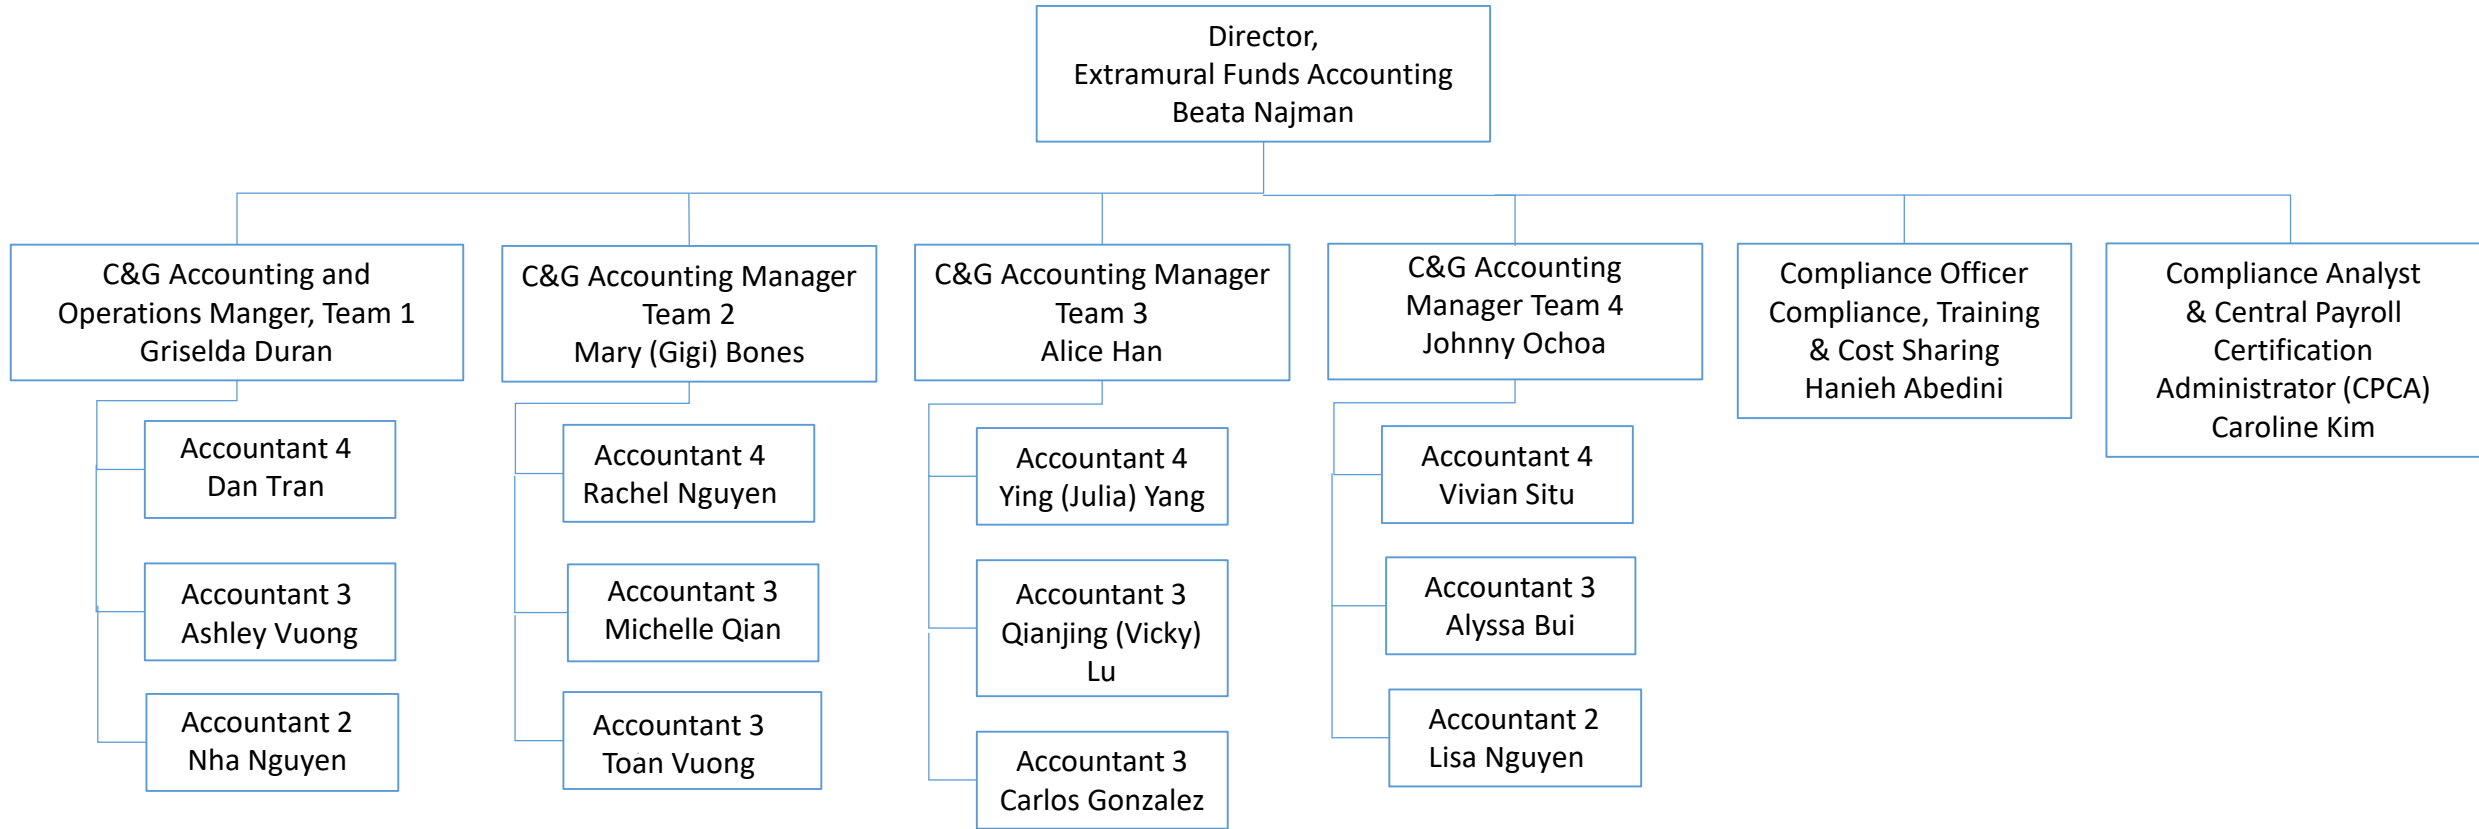 Director,
Extramural Funds Accounting
Beata Najman
C&G Accounting and
Operations Manger, Team 1
Griselda Duran
C&G Accounting Manager
Team 2
Mary (Gigi) Bones
C&G Accounting Manager
Team 3
Alice Han
C&G Accounting
Manager Team 4
Johnny Ochoa
Compliance Officer
Compliance, Training
& Cost Sharing
Hanieh Abedini
Compliance Analyst
& Central Payroll
Certification
Administrator (CPCA)
Caroline Kim
Accountant 4
Dan Tran
Accountant 3
Ashley Vuong
Accountant 2
Nha Nguyen
Accountant 4
Rachel Nguyen
Accountant 3
Michelle Qian
Accountant 3
Toan Vuong
Accountant 4
Ying (Julia) Yang
Accountant 3
Qianjing (Vicky)
Lu
Accountant 3
Carlos Gonzalez
Accountant 4
Vivian Situ
Accountant 3
Alyssa Bui
Accountant 2
Lisa Nguyen